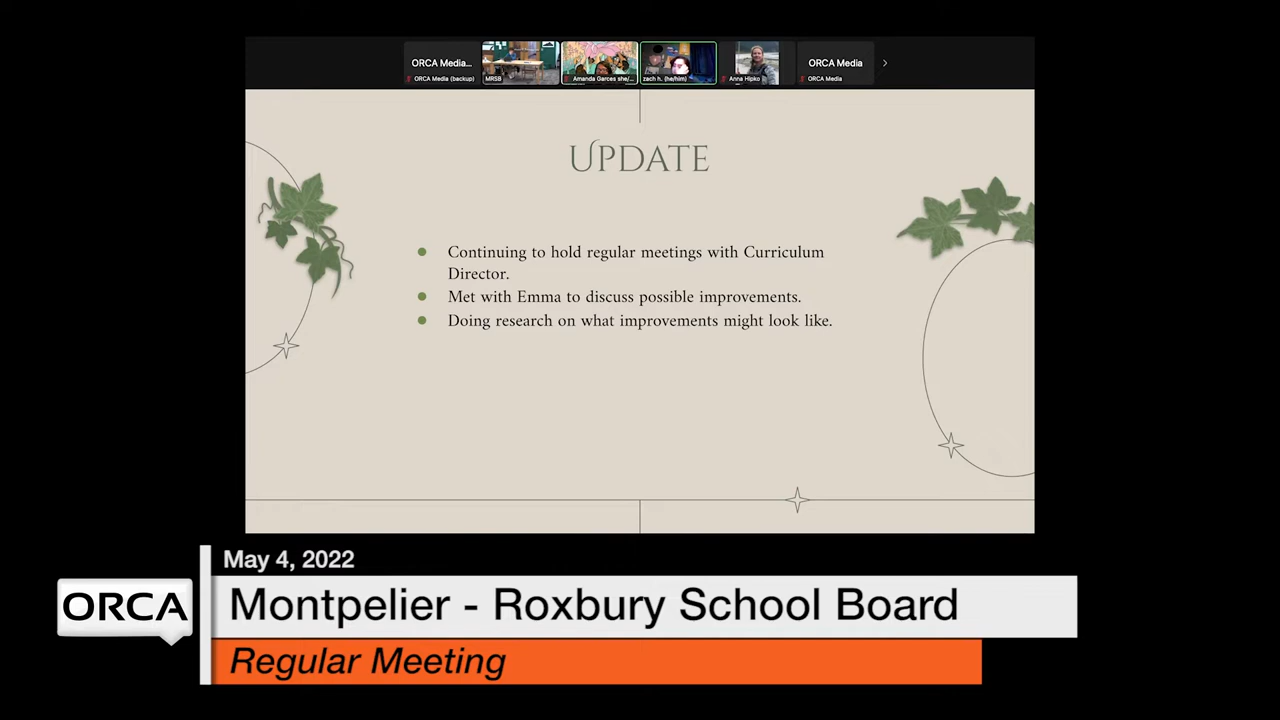 ORCA Media...
ORCA Media (backup)
MRSB
Amanda Garces she/...
zach h. (he/him)
Anna Hipko
ORCA Media
ORCA Media
UPDATE
● Continuing to hold regular meetings with Curriculum
Director.
● Met with Emma to discuss possible improvements.
● Doing research on what improvements might look like.
May 4, 2022
ORCA
Montpelier - Roxbury School Board
Regular Meeting